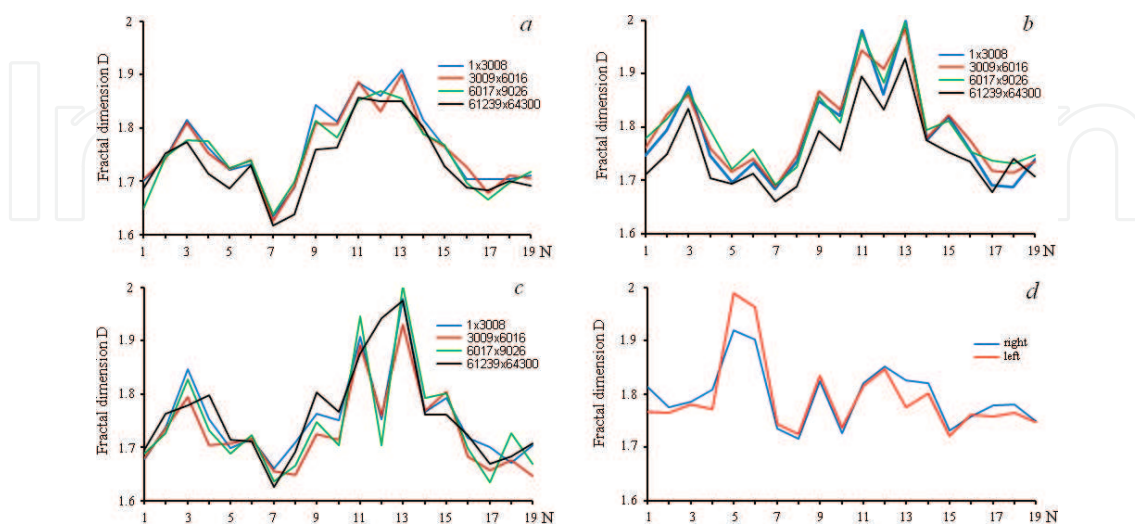 a
Fractal dimension D
2
1.9
1.8
1.7
1.6
1x3008
3009x6016
6017x9026
61239x64300
1 3 5 7 9 11 13 15 17 19 N
b
Fractal dimension D
2
1.9
1.8
1.7
1.6
1x3008
3009x6016
6017x9026
61239x64300
1 3 5 7 9 11 13 15 17 19 N
c
Fractal dimension D
2
1.9
1.8
1.7
1.6
1x3008
3009x6016
6017x9026
61239x64300
1 3 5 7 9 11 13 15 17 19 N
d
Fractal dimension D
2
1.9
1.8
1.7
1.6
right
left
1 3 5 7 9 11 13 15 17 19 N